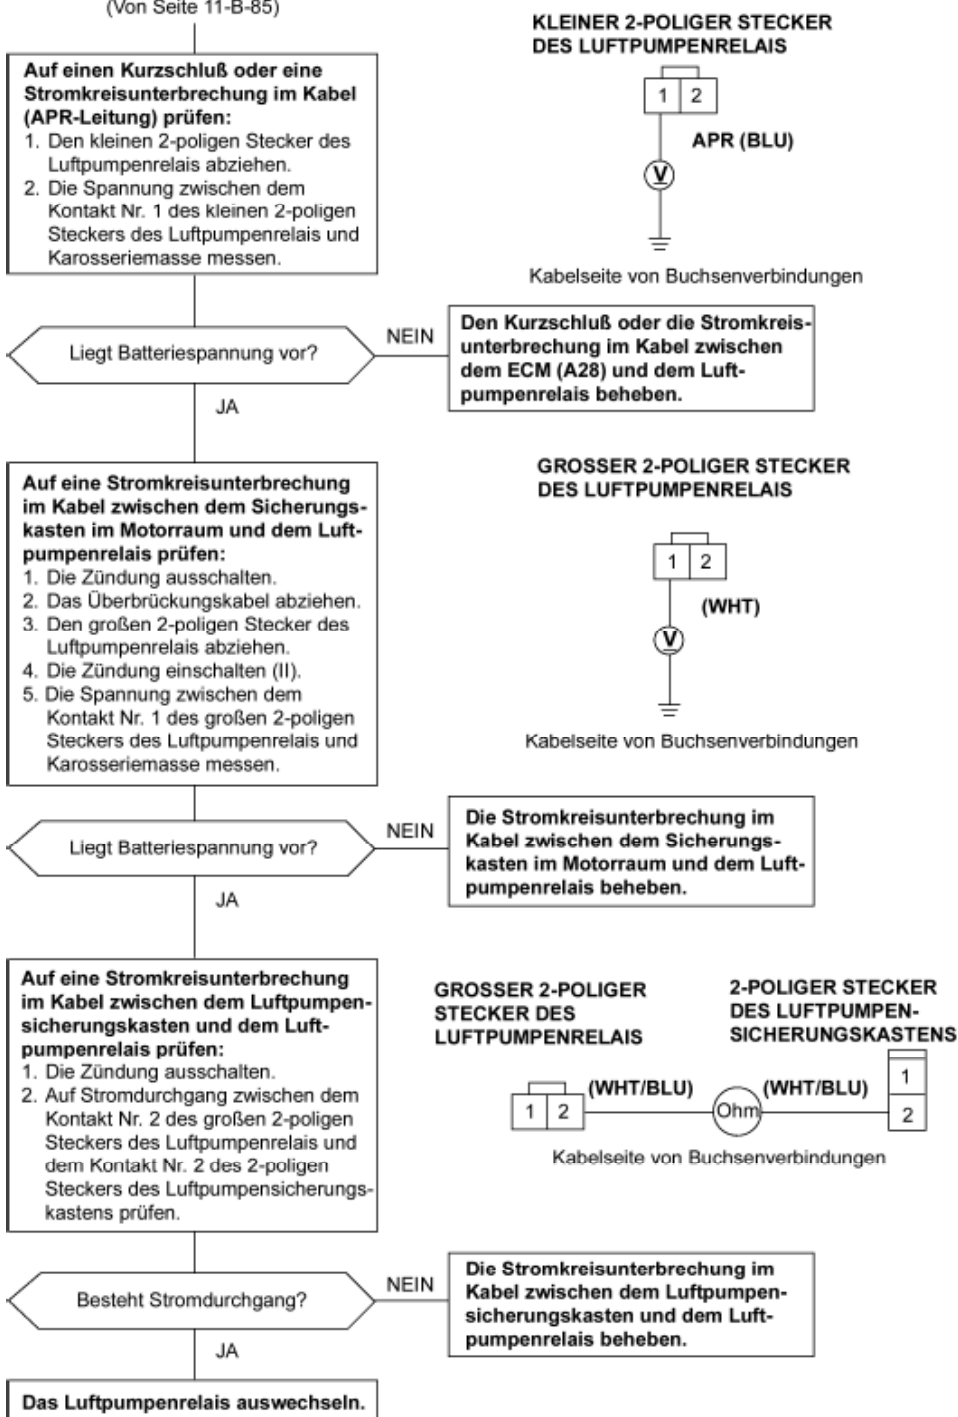 (Von Seite 11-B-85)
Auf einen Kurzschluß oder eine
Stromkreisunterbrechung im Kabel
(APR-Leitung) prüfen:
1. Den kleinen 2-poligen Stecker des
Luftpumpenrelais abziehen.
2. Die Spannung zwischen dem
Kontakt Nr. 1 des kleinen 2-poligen
Steckers des Luftpumpenrelais und
Karosseriemasse messen.
KLEINER 2-POLIGER STECKER
DES LUFTPUMPENRELAIS
1 2
APR (BLU)
V
Kabelseite von Buchsenverbindungen
Liegt Batteriespannung vor?
NEIN
Den Kurzschluß oder die Stromkreis-
unterbrechung im Kabel zwischen
dem ECM (A28) und dem Luft-
pumpenrelais beheben.
JA
Auf eine Stromkreisunterbrechung
im Kabel zwischen dem Sicherungs-
kasten im Motorraum und dem Luft-
pumpenrelais prüfen:
1. Die Zündung ausschalten.
2. Das Überbrückungskabel abziehen.
3. Den großen 2-poligen Stecker des
Luftpumpenrelais abziehen.
4. Die Zündung einschalten (II).
5. Die Spannung zwischen dem
Kontakt Nr. 1 des großen 2-poligen
Steckers des Luftpumpenrelais und
Karosseriemasse messen.
GROSSER 2-POLIGER STECKER
DES LUFTPUMPENRELAIS
1 2
(WHT)
V
Kabelseite von Buchsenverbindungen
Liegt Batteriespannung vor?
NEIN
Die Stromkreisunterbrechung im
Kabel zwischen dem Sicherungs-
kasten im Motorraum und dem Luft-
pumpenrelais beheben.
JA
Auf eine Stromkreisunterbrechung
im Kabel zwischen dem Luftpumpen-
sicherungskasten und dem Luft-
pumpenrelais prüfen:
1. Die Zündung ausschalten.
2. Auf Stromdurchgang zwischen dem
Kontakt Nr. 2 des großen 2-poligen
Steckers des Luftpumpenrelais und
dem Kontakt Nr. 2 des 2-poligen
Steckers des Luftpumpensicherungs-
kastens prüfen.
GROSSER 2-POLIGER
STECKER DES
LUFTPUMPENRELAIS
2-POLIGER STECKER
DES LUFTPUMPEN-
SICHERUNGSKASTENS
1 2
(WHT/BLU)
Ohm
(WHT/BLU)
1
2
Kabelseite von Buchsenverbindungen
Besteht Stromdurchgang?
NEIN
Die Stromkreisunterbrechung im
Kabel zwischen dem Luftpumpen-
sicherungskasten und dem Luft-
pumpenrelais beheben.
JA
Das Luftpumpenrelais auswechseln.